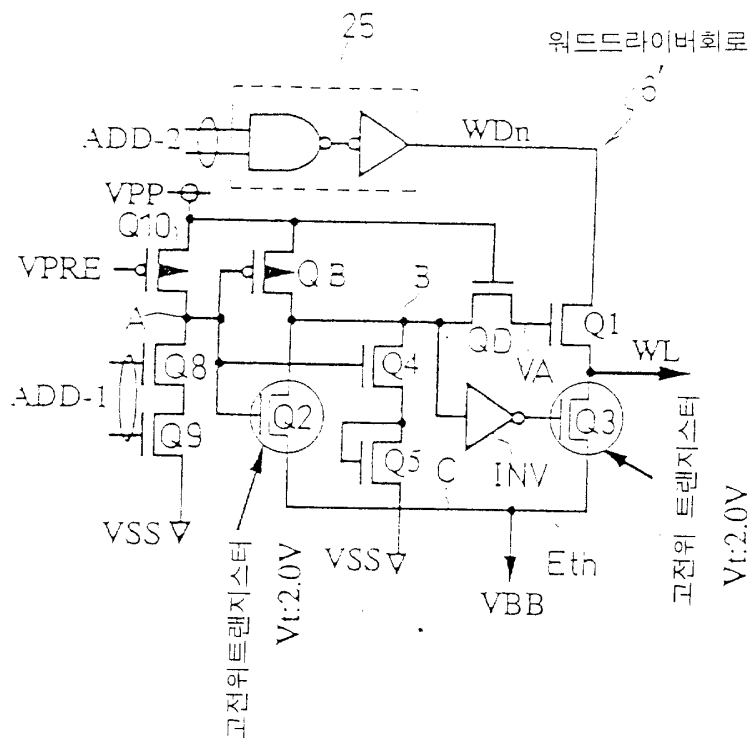 25
워드드라이버회로
6'
ADD-2
WDn
VPP
Q10
VPRE
QB
B
A
QD
Q1
Q8
Q4
VA
WL
ADD-1
Q2
Q3
Q9
Q5
C
INV
VSS
VSS
Eth
VBB
고전위트랜지스터
Vt:2.0V
고전위 트랜지스터
Vt:2.0V